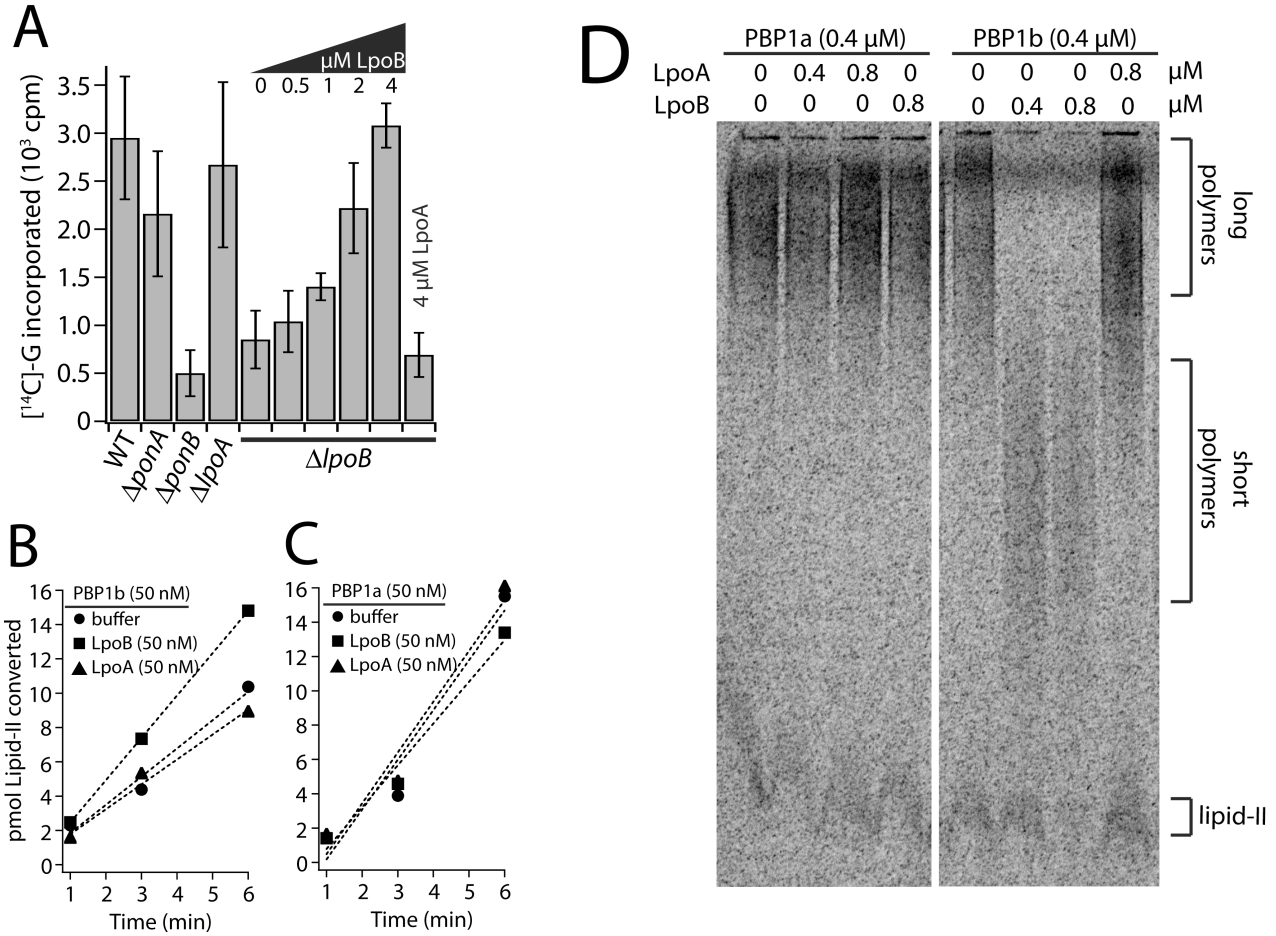 A
µM LpoB
0 0.5 1 2 4
[¹⁴C]-G incorporated (10³ cpm)
3.5
3.0
2.5
2.0
1.5
1.0
0.5
0
4 µM LpoA
WT
ΔponA
ΔponB
ΔlpoA
ΔlpoB
B
pmol Lipid-II converted
16
14
12
10
8
6
4
2
0
PBP1b (50 nM)
buffer
LpoB (50 nM)
LpoA (50 nM)
1 2 3 4 5 6
Time (min)
C
16
14
12
10
8
6
4
2
0
PBP1a (50 nM)
buffer
LpoB (50 nM)
LpoA (50 nM)
1 2 3 4 5 6
Time (min)
D
PBP1a (0.4 µM) PBP1b (0.4 µM)
LpoA 0 0.4 0.8 0 0 0 0 0.8 µM
LpoB 0 0 0 0.8 0 0.4 0.8 0 µM
long
polymers
short
polymers
lipid-II